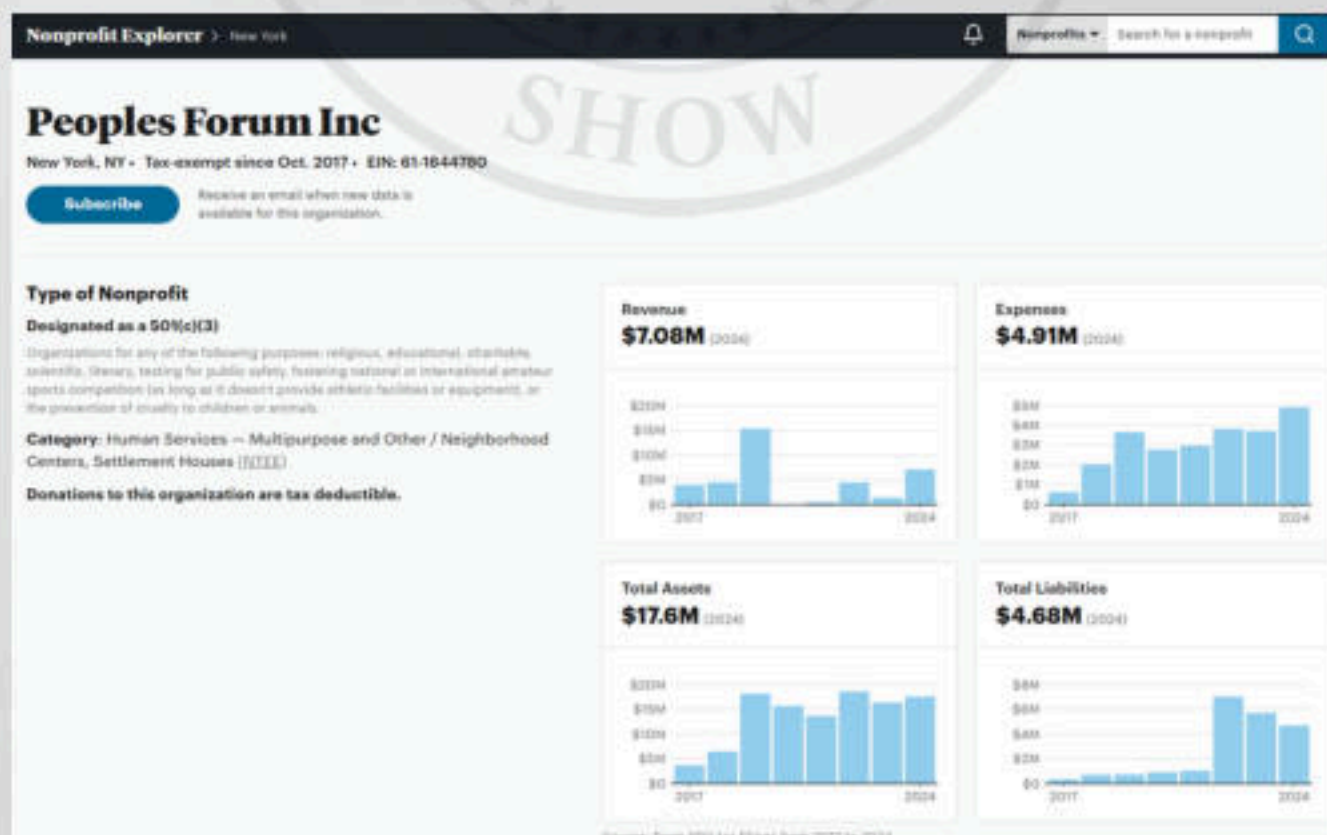 SHOW
Nonprofit Explorer > New York
Nonprofits
Search for a nonprofit
Peoples Forum Inc
New York, NY • Tax-exempt since Oct. 2017 • EIN: 61-1644780
Subscribe
Receive an email when new data is
available for this organization.
Type of Nonprofit
Designated as a 501(c)(3)
Organizations for any of the following purposes: religious, educational, charitable,
scientific, literary, testing for public safety, fostering national or international amateur
sports competition (as long as it doesn't provide athletic facilities or equipment), or
the prevention of cruelty to children or animals.
Category: Human Services — Multipurpose and Other / Neighborhood
Centers, Settlement Houses (NTEE)
Donations to this organization are tax deductible.
Revenue
$7.08M (2024)
$20M
$15M
$10M
$5M
$0
2017
2024
Expenses
$4.91M (2024)
$5M
$4M
$3M
$2M
$1M
$0
2017
2024
Total Assets
$17.6M (2024)
$20M
$15M
$10M
$5M
$0
2017
2024
Total Liabilities
$4.68M (2024)
$8M
$6M
$4M
$2M
$0
2017
2024